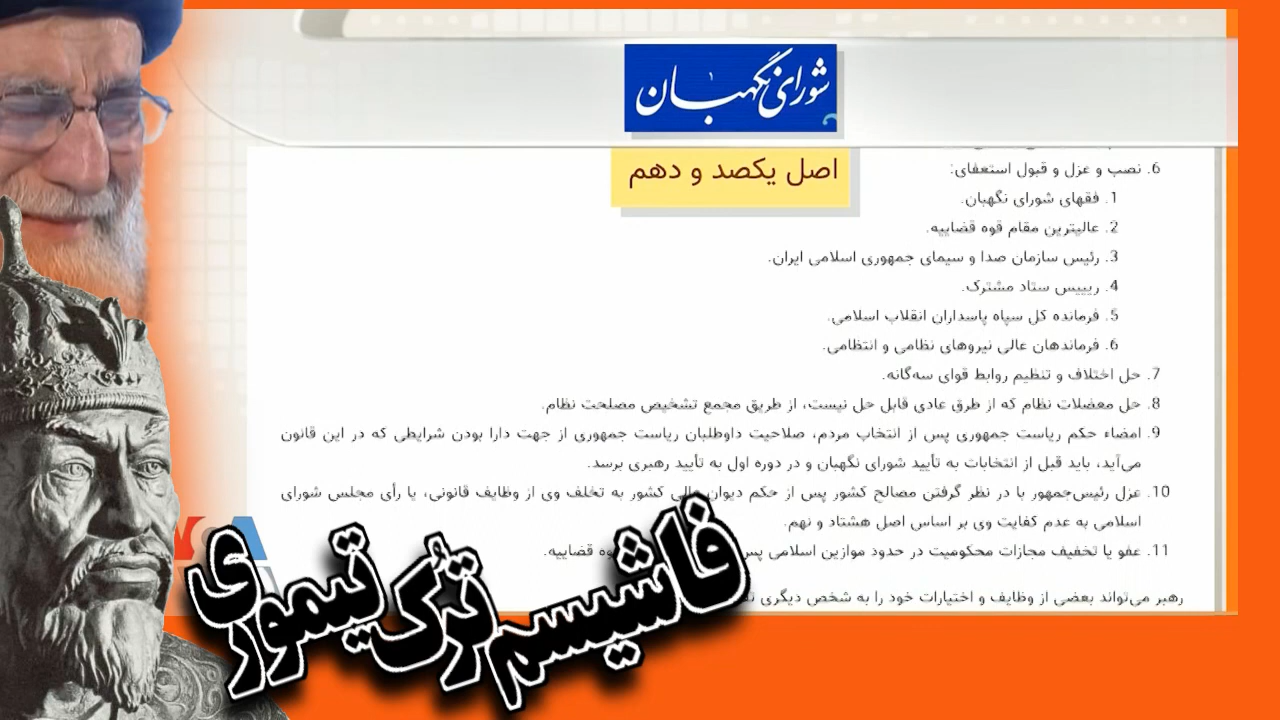 شورای نگهبان
اصل یکصد و دهم
6. نصب و عزل و قبول استعفای:
1. فقهای شورای نگهبان.
2. عالیترین مقام قوه قضاییه.
3. رئیس سازمان صدا و سیمای جمهوری اسلامی ایران.
4. رییس ستاد مشترک.
5. فرمانده کل سپاه پاسداران انقلاب اسلامی.
6. فرماندهان عالی نیروهای نظامی و انتظامی.
7. حل اختلاف و تنظیم روابط قوای سه‌گانه.
8. حل معضلات نظام که از طرق عادی قابل حل نیست، از طریق مجمع تشخیص مصلحت نظام.
9. امضاء حکم ریاست جمهوری پس از انتخاب مردم، صلاحیت داوطلبان ریاست جمهوری از جهت دارا بودن شرایطی که در این قانون
می‌آید، باید قبل از انتخابات به تأیید شورای نگهبان و در دوره اول به تأیید رهبری برسد.
10. عزل رئیس‌جمهور با در نظر گرفتن مصالح کشور پس از حکم دیوان عالی کشور به تخلف وی از وظایف قانونی، یا رأی مجلس شورای
اسلامی به عدم کفایت وی بر اساس اصل هشتاد و نهم.
11. عفو یا تخفیف مجازات محکومیت در حدود موازین اسلامی پس قوه قضاییه.
رهبر می‌تواند بعضی از وظایف و اختیارات خود را به شخص دیگری
VOA
فاشیسم تُرک تیموری